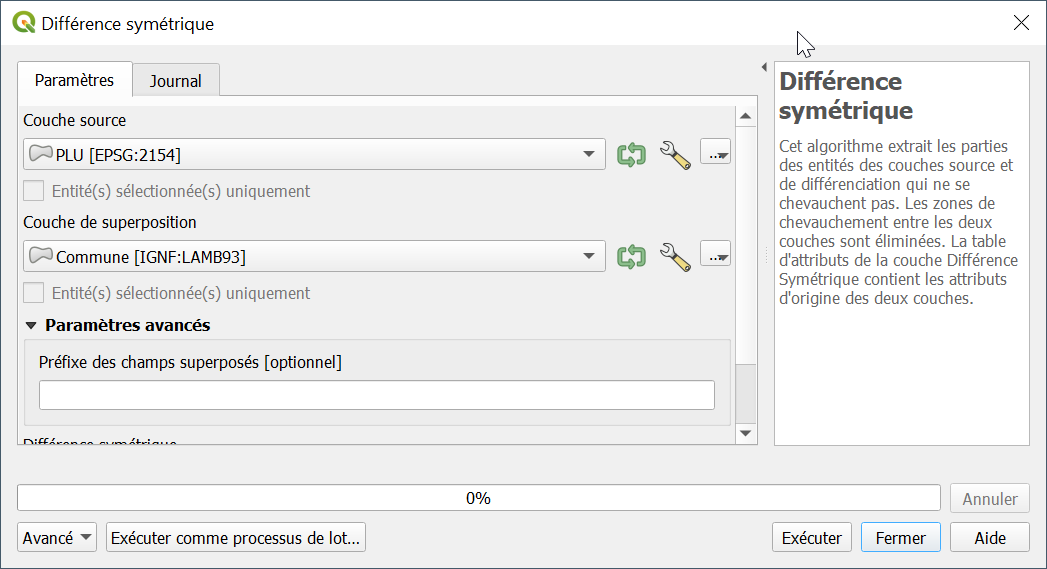 Différence symétrique
Paramètres
Journal
Couche source
PLU [EPSG:2154]
...
Entité(s) sélectionnée(s) uniquement
Couche de superposition
Commune [IGNF:LAMB93]
...
Entité(s) sélectionnée(s) uniquement
Paramètres avancés
Préfixe des champs superposés [optionnel]
Différence symétrique
Différence
symétrique
Cet algorithme extrait les parties
des entités des couches source et
de différenciation qui ne se
chevauchent pas. Les zones de
chevauchement entre les deux
couches sont éliminées. La table
d'attributs de la couche Différence
Symétrique contient les attributs
d'origine des deux couches.
0%
Annuler
Avancé
Exécuter comme processus de lot...
Exécuter
Fermer
Aide